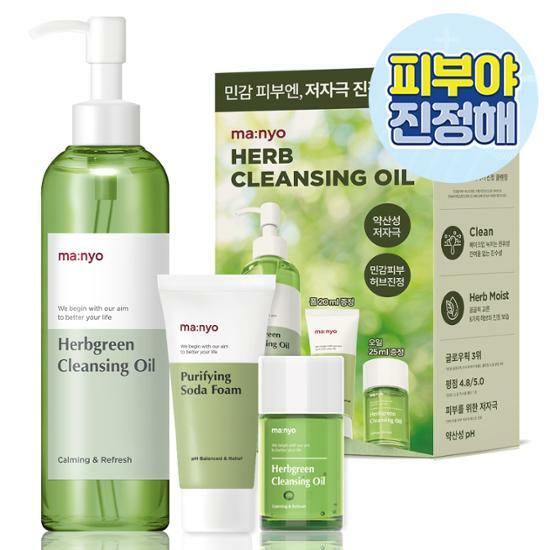 피부야
진정해
민감 피부엔, 저자극 진정
ma:nyo
HERB
CLEANSING OIL
약산성
저자극
민감피부
허브진정
폼 20ml 증정
오일
25ml 증정
Clean
Herb Moist
글로우픽 3위
평점 4.8/5.0
피부를 위한 저자극
약산성 pH
ma:nyo
We begin with our aim
to better your life
Herbgreen
Cleansing Oil
Calming & Refresh
ma:nyo
We begin with our aim
to better your life
Purifying
Soda Foam
pH Balanced & Relief
ma:nyo
We begin with our aim
to better your life
Herbgreen
Cleansing Oil
Calming & Refresh
ma:nyo
Herbgreen
Cleansing Oil